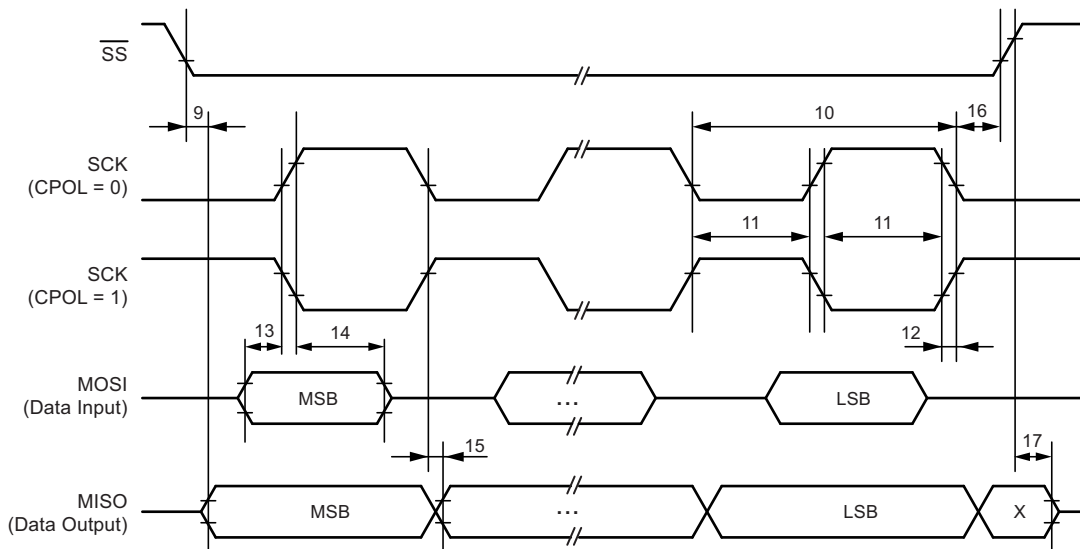 SS
9
10
16
SCK
(CPOL = 0)
11
11
SCK
(CPOL = 1)
13
14
12
MOSI
(Data Input)
MSB
...
LSB
15
17
MISO
(Data Output)
MSB
...
LSB
X